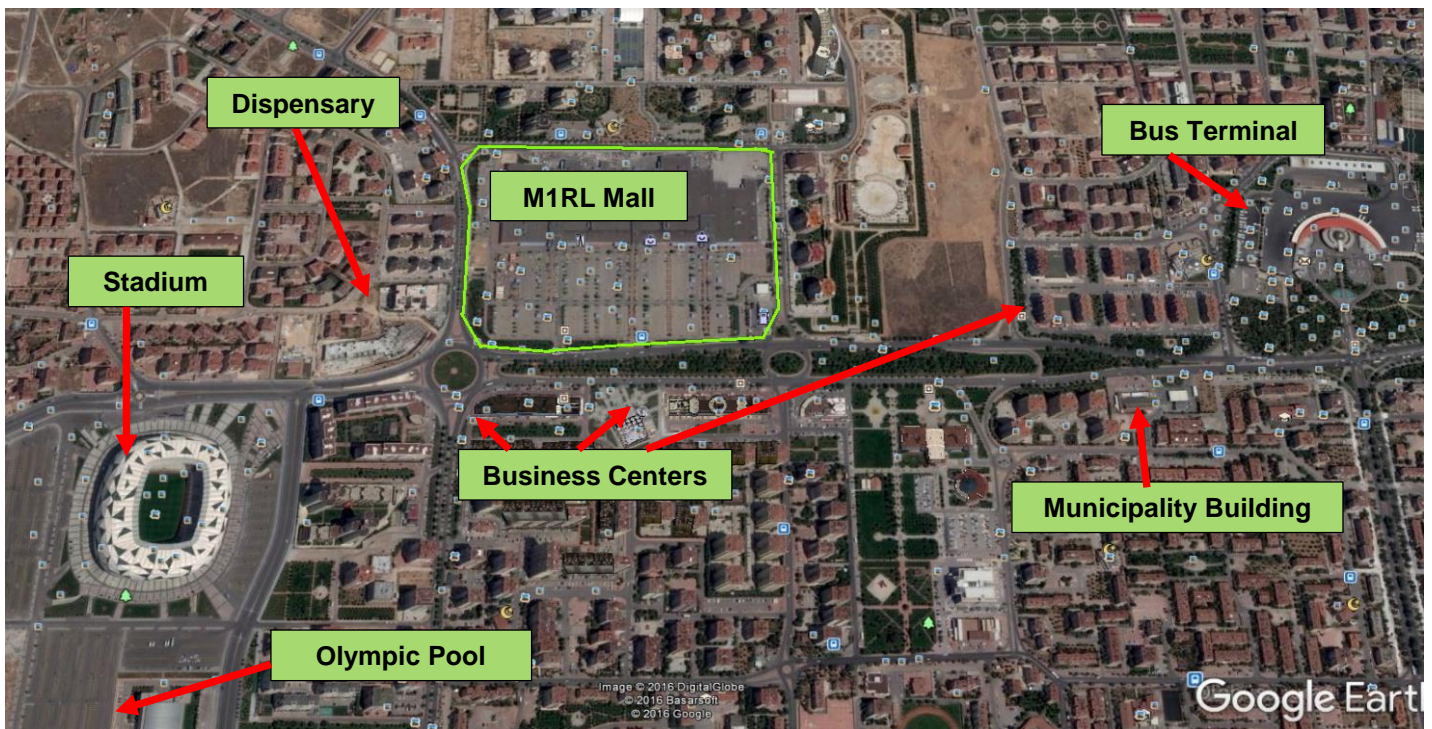 Dispensary
Bus Terminal
M1RL Mall
Stadium
Business Centers
Municipality Building
Olympic Pool
Image © 2016 DigitalGlobe
© 2016 Basarsoft
© 2016 Google
Google Earth